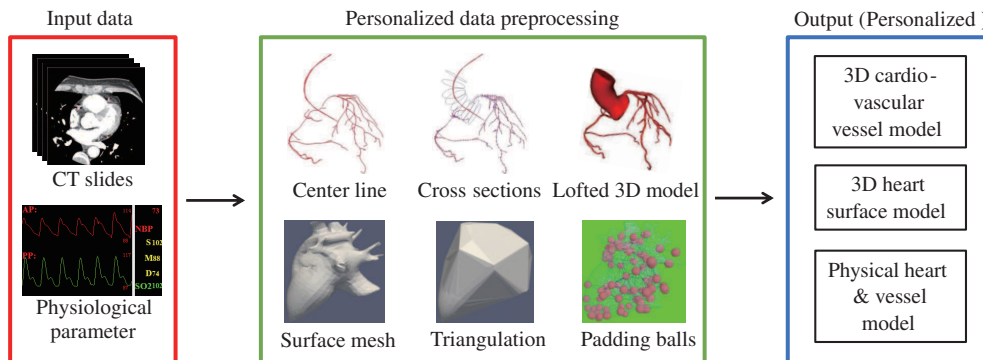 Input data
Personalized data preprocessing
Output (Personalized )
CT slides
AP:
NBP
73
S102
PP:
M88
D74
SO2102
Physiological
parameter
Center line
Cross sections
Lofted 3D model
Surface mesh
Triangulation
Padding balls
3D cardio-
vascular
vessel model
3D heart
surface model
Physical heart
& vessel
model